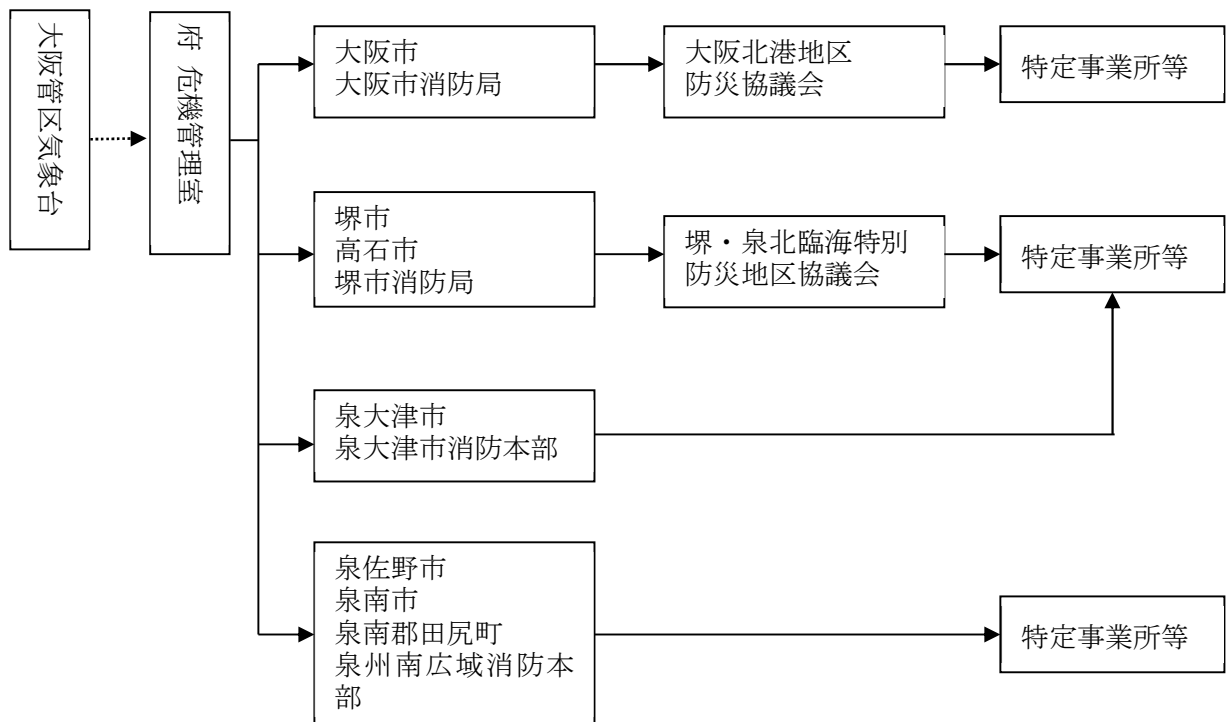 大阪管区気象台
府 危機管理室
大阪市
大阪市消防局
大阪北港地区
防災協議会
特定事業所等
堺市
高石市
堺市消防局
堺・泉北臨海特別
防災地区協議会
特定事業所等
泉大津市
泉大津市消防本部
泉佐野市
泉南市
泉南郡田尻町
泉州南広域消防本
部
特定事業所等